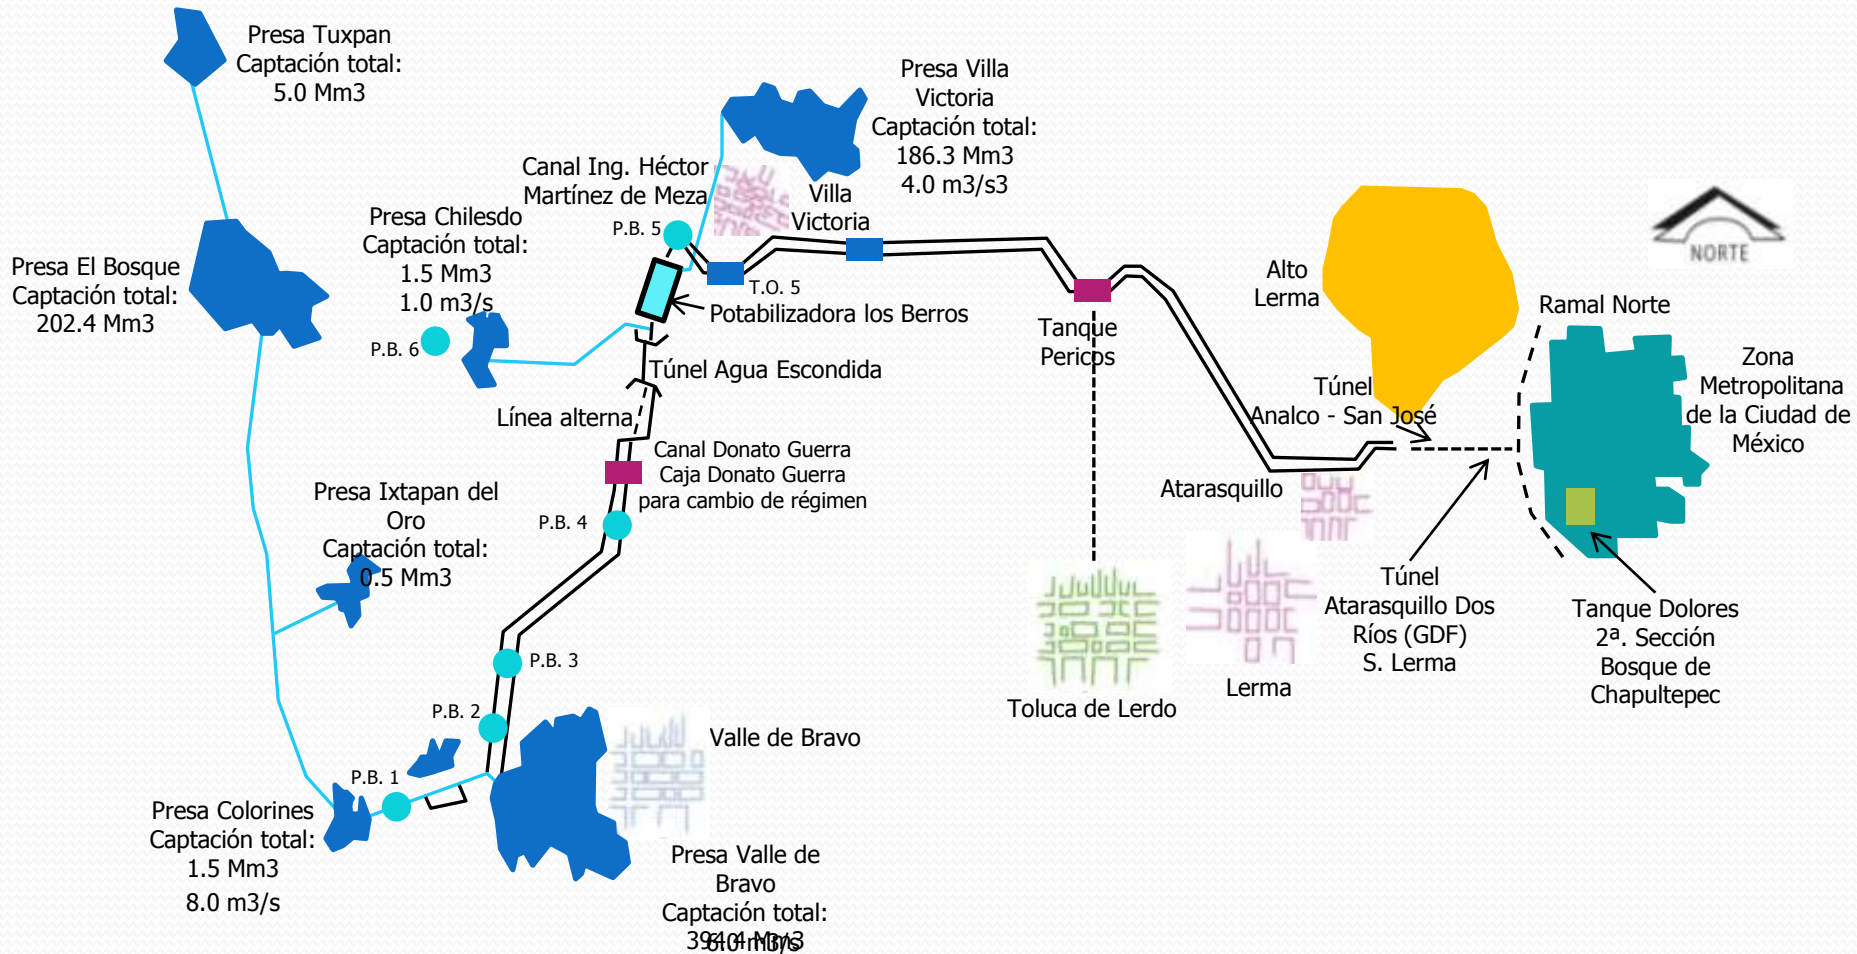 Presa Tuxpan
Captación total:
5.0 Mm3
Presa Villa
Victoria
Captación total:
186.3 Mm3
4.0 m3/s3
Canal Ing. Héctor
Martínez de Meza
Villa
Victoria
P.B. 5
Presa Chilesdo
Captación total:
1.5 Mm3
1.0 m3/s
P.B. 6
Presa El Bosque
Captación total:
202.4 Mm3
T.O. 5
Potabilizadora los Berros
Túnel Agua Escondida
Línea alterna
Canal Donato Guerra
Caja Donato Guerra
para cambio de régimen
Tanque
Pericos
Alto
Lerma
NORTE
Ramal Norte
Zona
Metropolitana
de la Ciudad de
México
Túnel
Analco - San José
Atarasquillo
Presa Ixtapan del
Oro
Captación total:
0.5 Mm3
P.B. 4
P.B. 3
P.B. 2
P.B. 1
Túnel
Atarasquillo Dos
Ríos (GDF)
S. Lerma
Tanque Dolores
2ª. Sección
Bosque de
Chapultepec
Lerma
Toluca de Lerdo
Valle de Bravo
Presa Colorines
Captación total:
1.5 Mm3
8.0 m3/s
Presa Valle de
Bravo
Captación total:
394.4 Mm3
6.0 m3/s